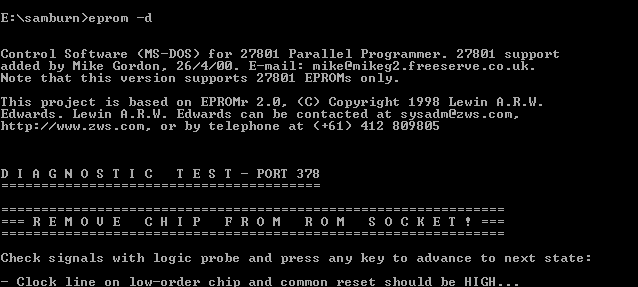 E:\samburn>eprom -d
Control Software (MS-DOS) for 27801 Parallel Programmer. 27801 support
added by Mike Gordon, 26/4/00. E-mail: mike@mikeg2.freeserve.co.uk.
Note that this version supports 27801 EPROMs only.
This project is based on EPROMr 2.0, (C) Copyright 1998 Lewin A.R.W.
Edwards. Lewin A.R.W. Edwards can be contacted at sysadm@zws.com,
http://www.zws.com, or by telephone at (+61) 412 809805
D I A G N O S T I C   T E S T - PORT 378
========================================
===============================================================
=== R E M O V E   C H I P   F R O M   R O M   S O C K E T ! ===
===============================================================
Check signals with logic probe and press any key to advance to next state:
- Clock line on low-order chip and common reset should be HIGH...